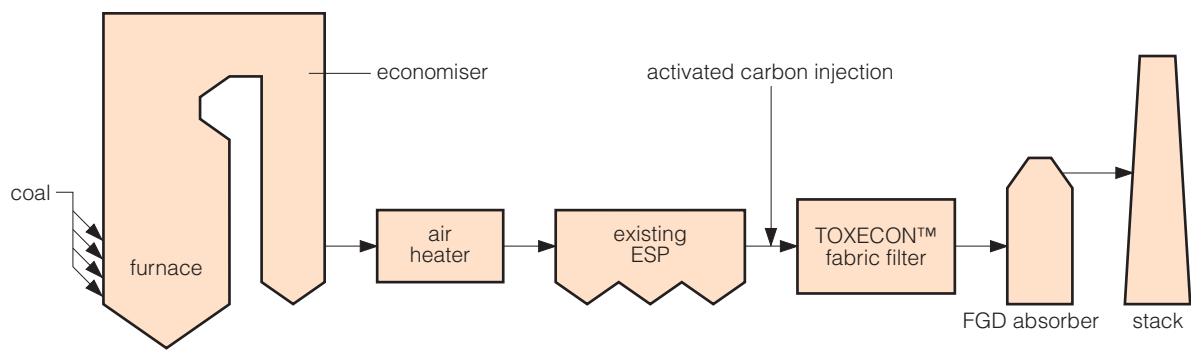 economiser
activated carbon injection
coal
furnace
air
heater
existing
ESP
TOXECON™
fabric filter
FGD absorber
stack